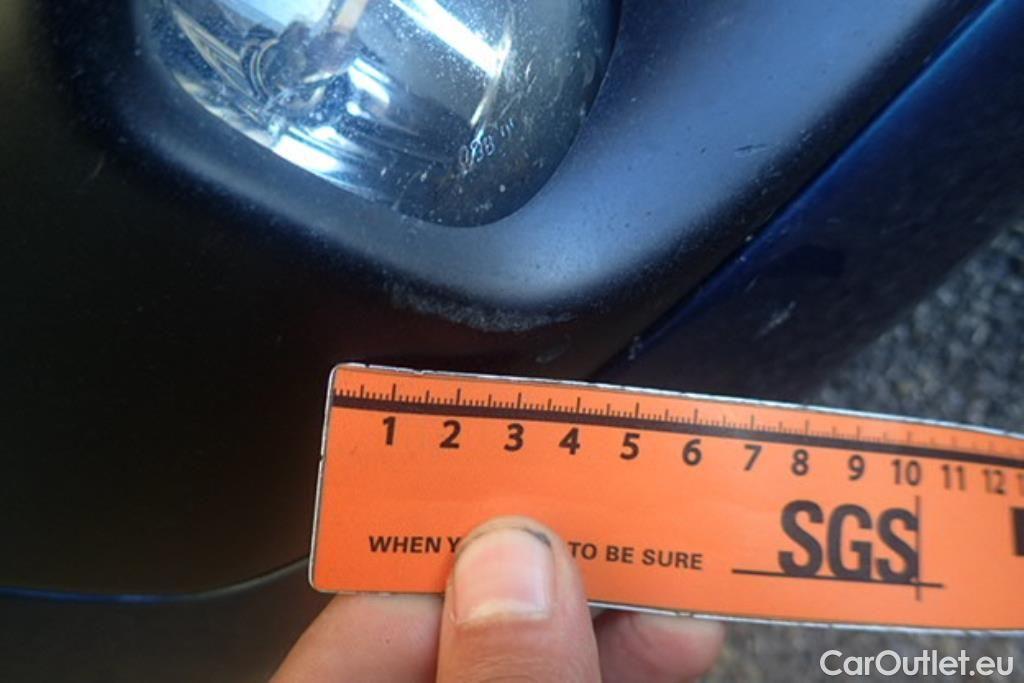 1 2 3 4 5 6 7 8 9 10 11 12
WHEN Y TO BE SURE
SGS
CarOutlet.eu